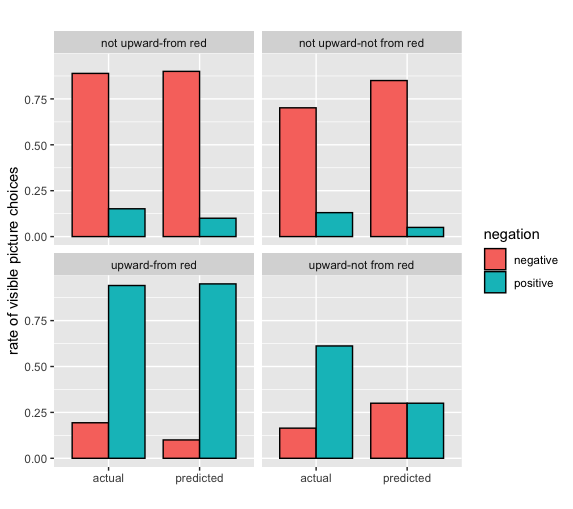 not upward-from red
not upward-not from red
0.75
0.50
0.25
0.00
upward-from red
upward-not from red
0.75
0.50
0.25
0.00
actual
predicted
actual
predicted
rate of visible picture choices
negation
negative
positive